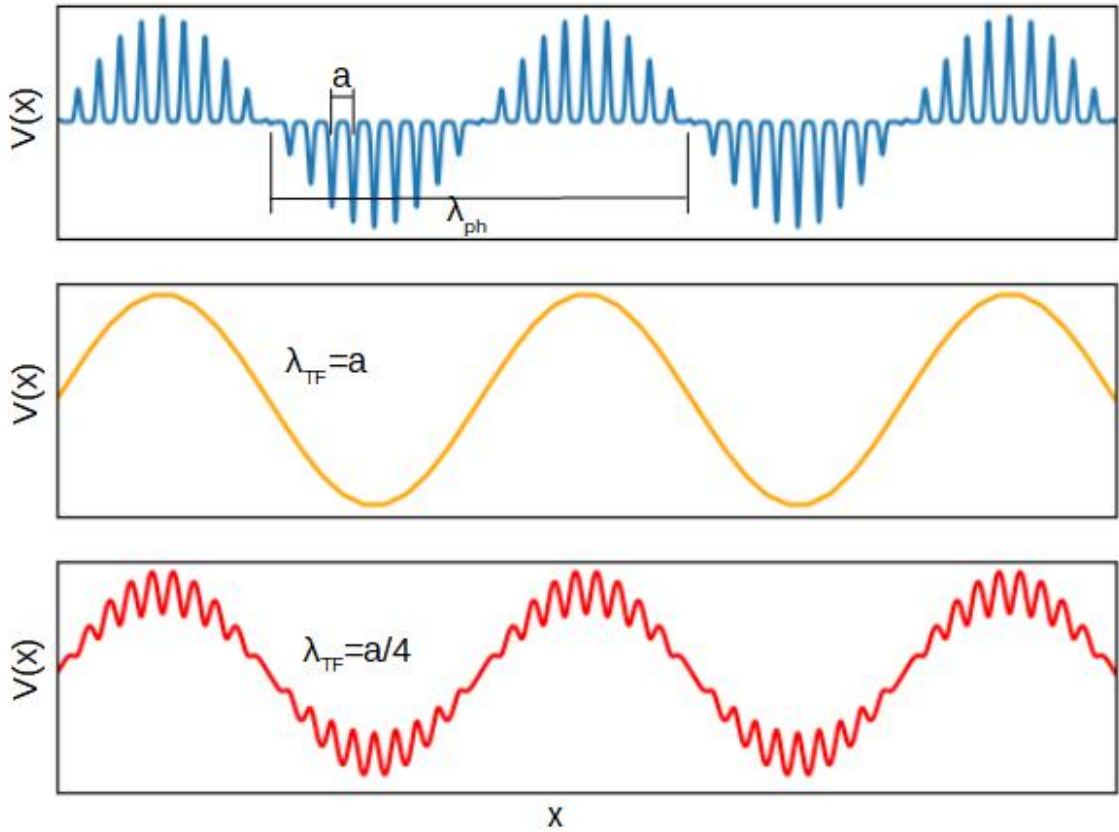 V(x)
a
λph
V(x)
λTF=a
V(x)
λTF=a/4
x